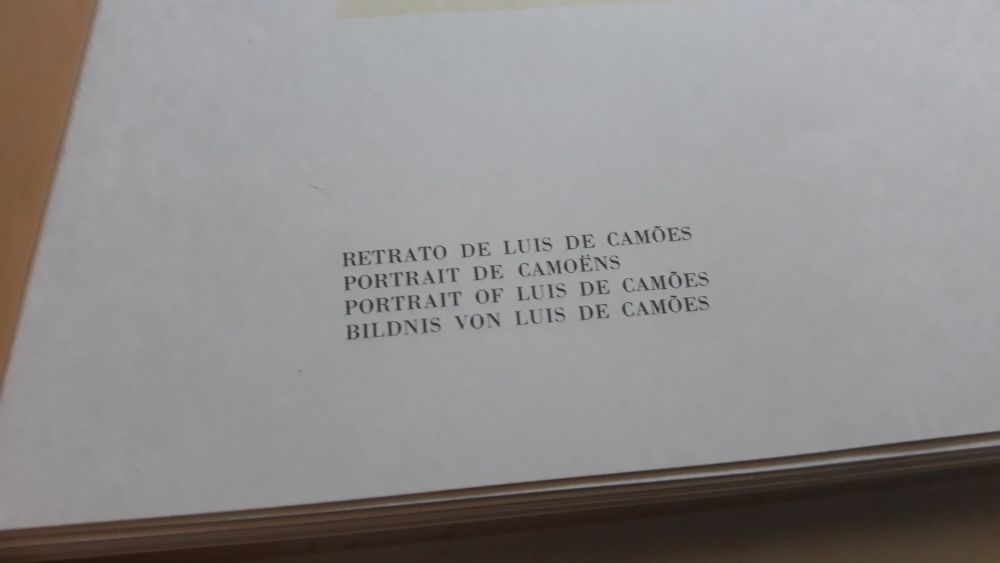 RETRATO DE LUIS DE CAMÕES
PORTRAIT DE CAMOËNS
PORTRAIT OF LUIS DE CAMÕES
BILDNIS VON LUIS DE CAMÕES